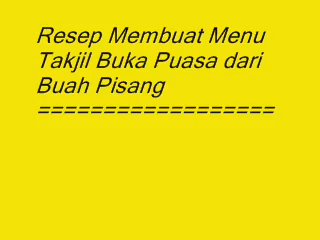 Resep Membuat Menu
Takjil Buka Puasa dari
Buah Pisang
==================